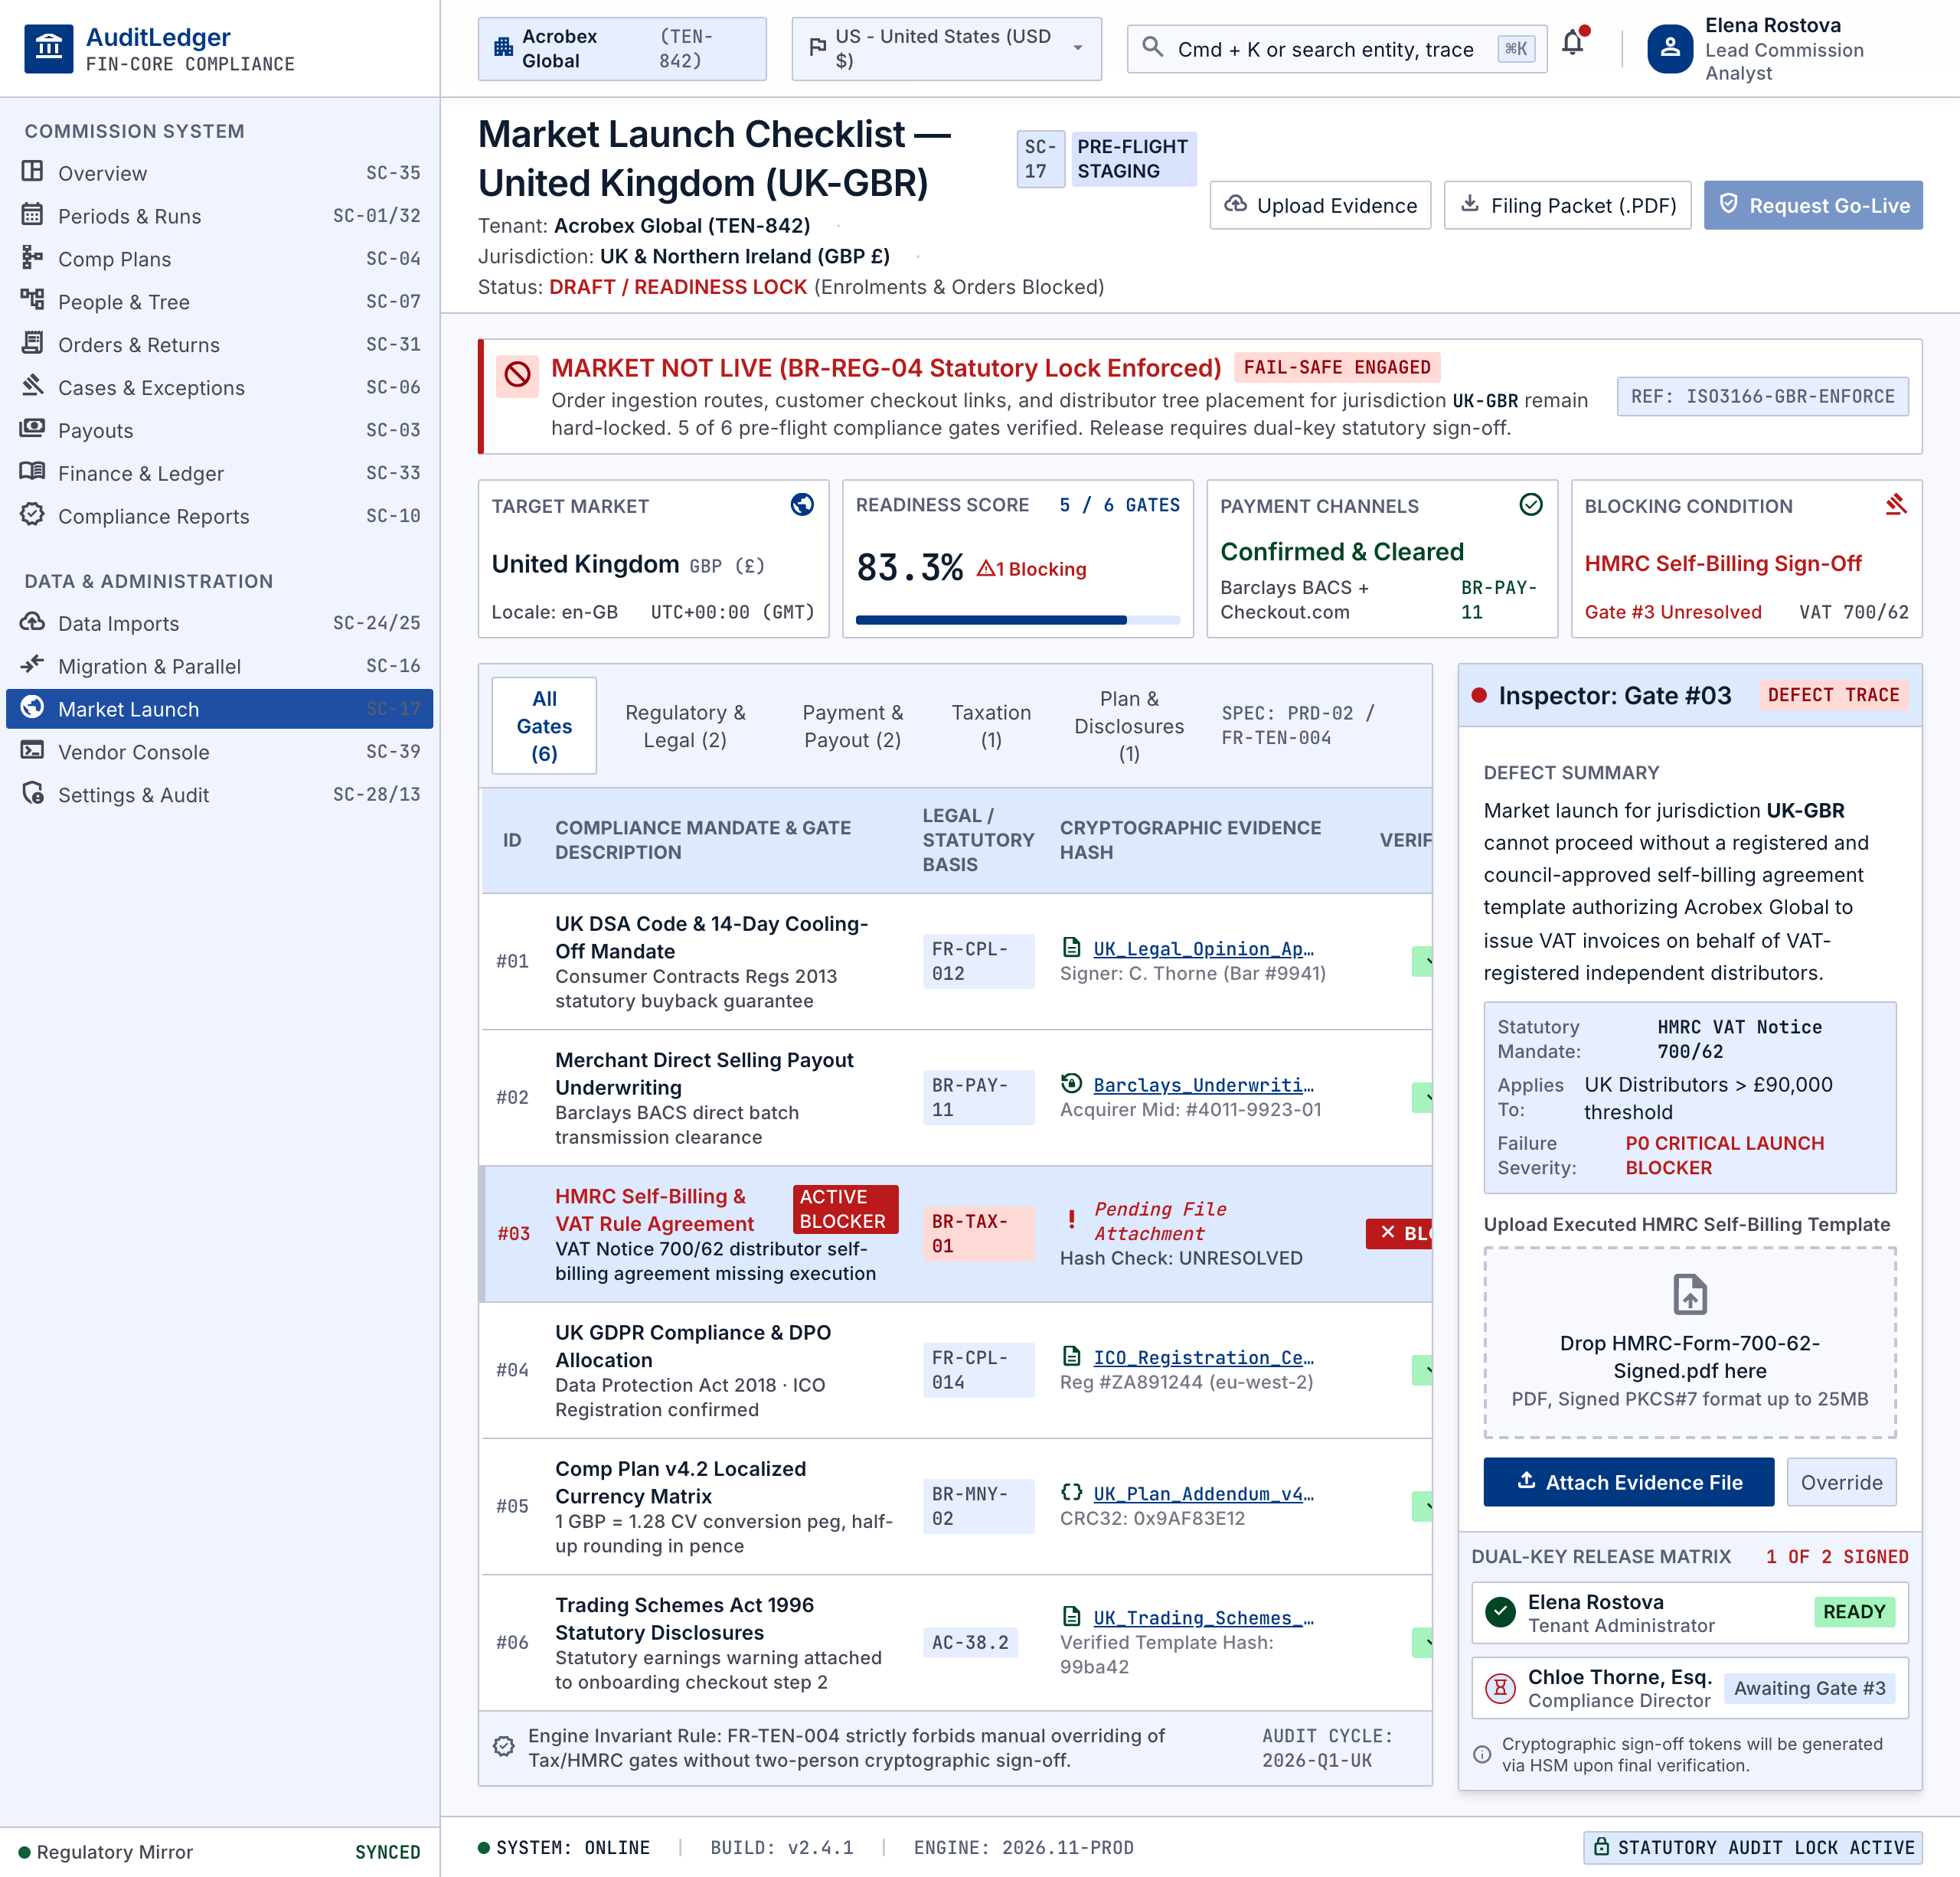 AuditLedger
FIN-CORE COMPLIANCE
Acrobex Global
(TEN-842)
US - United States (USD $)
Cmd + K or search entity, trace
⌘K
Elena Rostova
Lead Commission Analyst
COMMISSION SYSTEM
Overview SC-35
Periods & Runs SC-01/32
Comp Plans SC-04
People & Tree SC-07
Orders & Returns SC-31
Cases & Exceptions SC-06
Payouts SC-03
Finance & Ledger SC-33
Compliance Reports SC-10
DATA & ADMINISTRATION
Data Imports SC-24/25
Migration & Parallel SC-16
Market Launch SC-17
Vendor Console SC-39
Settings & Audit SC-28/13
Regulatory Mirror SYNCED
Market Launch Checklist —
United Kingdom (UK-GBR)
SC-17
PRE-FLIGHT STAGING
Tenant: Acrobex Global (TEN-842) ·
Jurisdiction: UK & Northern Ireland (GBP £) ·
Status: DRAFT / READINESS LOCK (Enrolments & Orders Blocked)
Upload Evidence
Filing Packet (.PDF)
Request Go-Live
MARKET NOT LIVE (BR-REG-04 Statutory Lock Enforced) FAIL-SAFE ENGAGED
Order ingestion routes, customer checkout links, and distributor tree placement for jurisdiction UK-GBR remain
hard-locked. 5 of 6 pre-flight compliance gates verified. Release requires dual-key statutory sign-off.
REF: ISO3166-GBR-ENFORCE
TARGET MARKET
United Kingdom GBP (£)
Locale: en-GB UTC+00:00 (GMT)
READINESS SCORE 5 / 6 GATES
83.3% 1 Blocking
PAYMENT CHANNELS
Confirmed & Cleared
Barclays BACS + Checkout.com
BR-PAY-11
BLOCKING CONDITION
HMRC Self-Billing Sign-Off
Gate #3 Unresolved VAT 700/62
All Gates (6)
Regulatory & Legal (2)
Payment & Payout (2)
Taxation (1)
Plan & Disclosures (1)
SPEC: PRD-02 / FR-TEN-004
ID
COMPLIANCE MANDATE & GATE DESCRIPTION
LEGAL / STATUTORY BASIS
CRYPTOGRAPHIC EVIDENCE HASH
VERIF
#01
UK DSA Code & 14-Day Cooling-
Off Mandate
Consumer Contracts Regs 2013
statutory buyback guarantee
FR-CPL-012
UK_Legal_Opinion_Ap…
Signer: C. Thorne (Bar #9941)
#02
Merchant Direct Selling Payout
Underwriting
Barclays BACS direct batch
transmission clearance
BR-PAY-11
Barclays_Underwriti…
Acquirer Mid: #4011-9923-01
#03
HMRC Self-Billing &
VAT Rule Agreement
ACTIVE BLOCKER
VAT Notice 700/62 distributor self-
billing agreement missing execution
BR-TAX-01
Pending File
Attachment
Hash Check: UNRESOLVED
BLO
#04
UK GDPR Compliance & DPO
Allocation
Data Protection Act 2018 · ICO
Registration confirmed
FR-CPL-014
ICO_Registration_Ce…
Reg #ZA891244 (eu-west-2)
#05
Comp Plan v4.2 Localized
Currency Matrix
1 GBP = 1.28 CV conversion peg, half-
up rounding in pence
BR-MNY-02
UK_Plan_Addendum_v4…
CRC32: 0x9AF83E12
#06
Trading Schemes Act 1996
Statutory Disclosures
Statutory earnings warning attached
to onboarding checkout step 2
AC-38.2
UK_Trading_Schemes_…
Verified Template Hash:
99ba42
Engine Invariant Rule: FR-TEN-004 strictly forbids manual overriding of
Tax/HMRC gates without two-person cryptographic sign-off.
AUDIT CYCLE:
2026-Q1-UK
Inspector: Gate #03 DEFECT TRACE
DEFECT SUMMARY
Market launch for jurisdiction UK-GBR
cannot proceed without a registered and
council-approved self-billing agreement
template authorizing Acrobex Global to
issue VAT invoices on behalf of VAT-
registered independent distributors.
Statutory Mandate: HMRC VAT Notice 700/62
Applies To: UK Distributors > £90,000 threshold
Failure Severity: P0 CRITICAL LAUNCH BLOCKER
Upload Executed HMRC Self-Billing Template
Drop HMRC-Form-700-62-
Signed.pdf here
PDF, Signed PKCS#7 format up to 25MB
Attach Evidence File
Override
DUAL-KEY RELEASE MATRIX 1 OF 2 SIGNED
Elena Rostova
Tenant Administrator
READY
Chloe Thorne, Esq.
Compliance Director
Awaiting Gate #3
Cryptographic sign-off tokens will be generated
via HSM upon final verification.
SYSTEM: ONLINE | BUILD: v2.4.1 | ENGINE: 2026.11-PROD
STATUTORY AUDIT LOCK ACTIVE